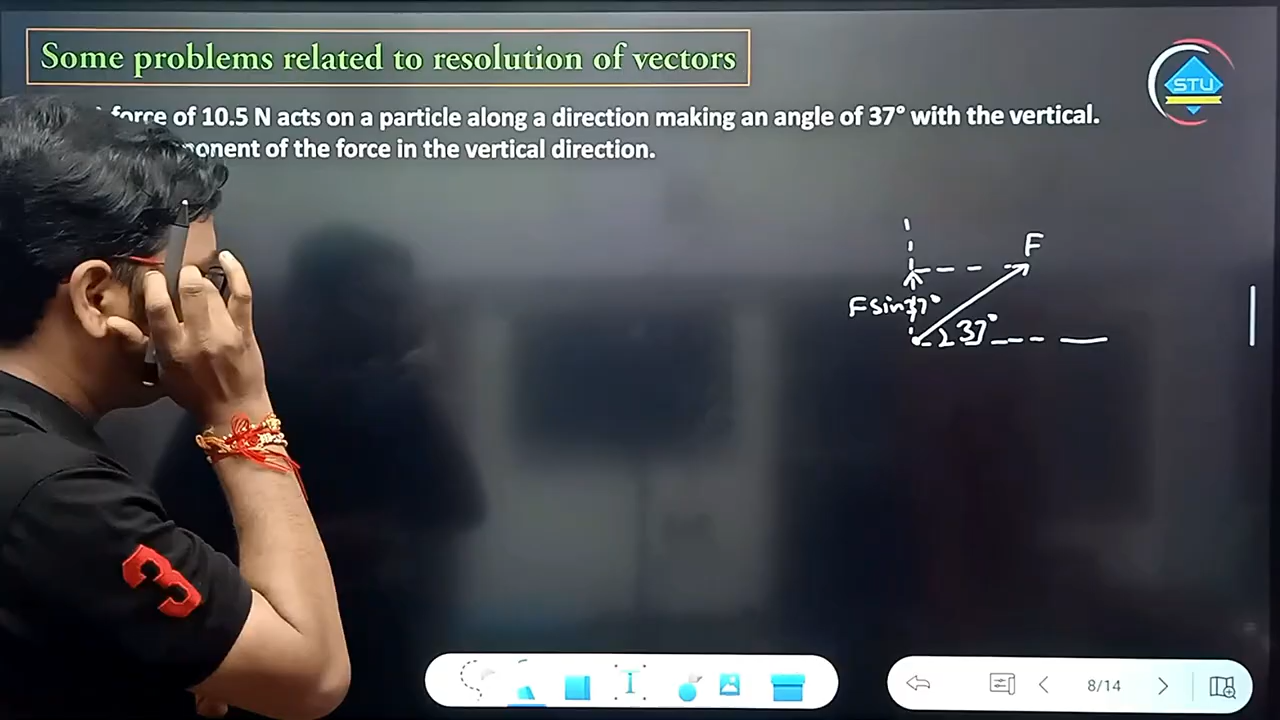 Some problems related to resolution of vectors
STU
force of 10.5 N acts on a particle along a direction making an angle of 37° with the vertical.
of the force in the vertical direction.
F
Fsin37°
37°
8/14
3